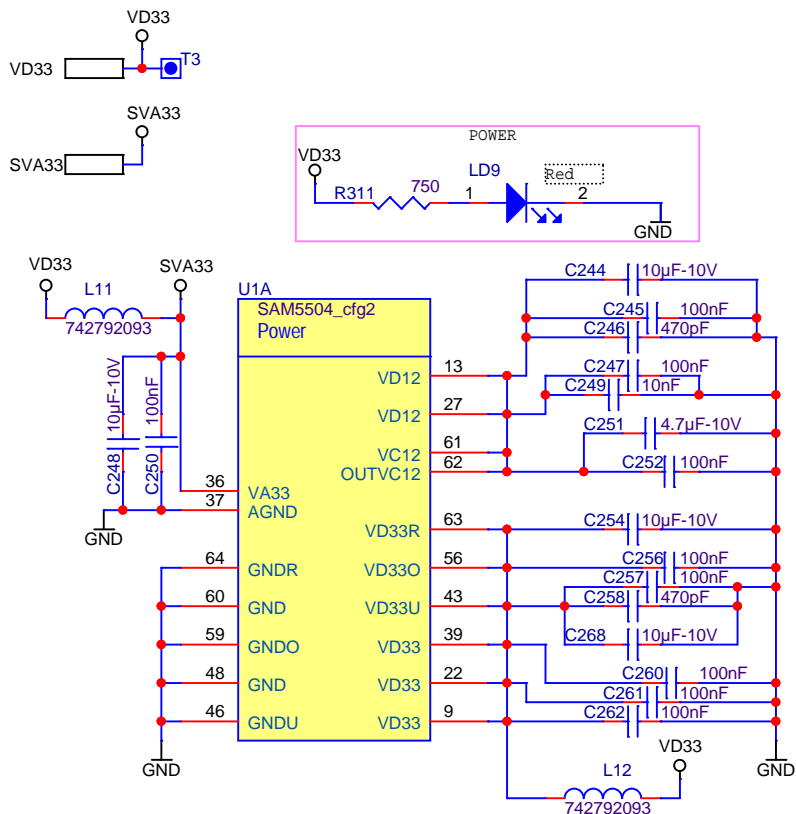 VD33
VD33 T3
SVA33
SVA33
POWER
VD33
R311 750 1 LD9 Red 2
GND
VD33 L11 SVA33
742792093
10µF-10V 100nF
C248 C250
GND
U1A
SAM5504_cfg2
Power
36 VA33
37 AGND
64 GNDR
60 GND
59 GNDO
48 GND
46 GNDU
GND
VD12 13
VD12 27
VC12 61
OUTVC12 62
VD33R 63
VD33O 56
VD33U 43
VD33 39
VD33 22
VD33 9
C244 10µF-10V
C245 100nF
C246 470pF
C247 100nF
C249 10nF
C251 4.7µF-10V
C252 100nF
C254 10µF-10V
C256 100nF
C257 100nF
C258 470pF
C268 10µF-10V
C260 100nF
C261 100nF
C262 100nF
VD33
L12
742792093
GND